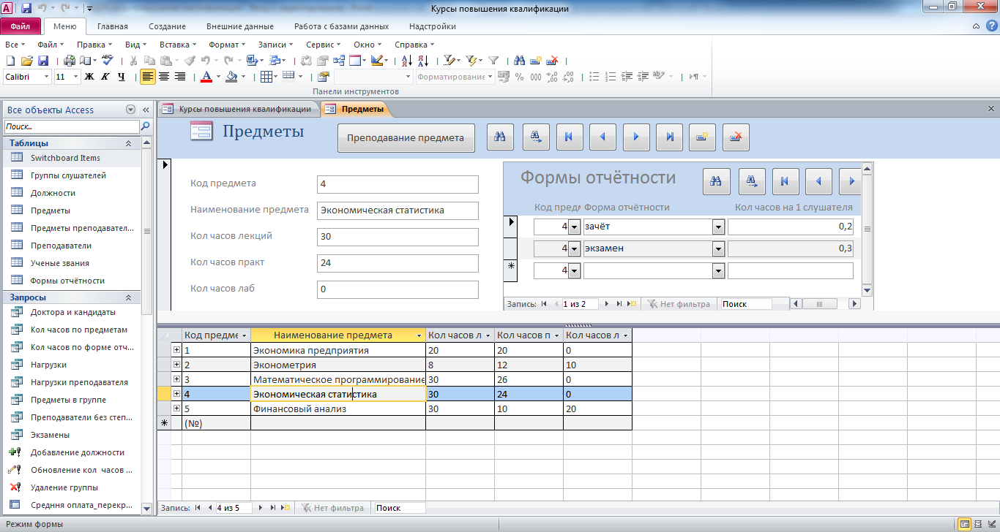 Курсы повышения квалификации
Файл Меню Главная Создание Внешние данные Работа с базами данных Надстройки
Все Файл Правка Вид Вставка Формат Записи Сервис Окно Справка
Calibri 11 Ж К Ч А Форматирование % 000
Панели инструментов
Все объекты Access
Поиск...
Таблицы
Switchboard Items
Группы слушателей
Должности
Предметы
Предметы преподавател...
Преподаватели
Ученые звания
Формы отчётности
Запросы
Доктора и кандидаты
Кол часов по предметам
Кол часов по форме отч...
Нагрузки
Нагрузки преподавателя
Предметы в группе
Преподаватели без степ...
Экзамены
Добавление должности
Обновление кол часов ...
Удаление группы
Средння оплата_перекр...
Курсы повышения квалификации Предметы
Предметы Преподавание предмета
Код предмета 4
Наименование предмета Экономическая статистика
Кол часов лекций 30
Кол часов практ 24
Кол часов лаб 0
Формы отчётности
Код предм Форма отчётности Кол часов на 1 слушателя
4 зачёт 0,2
4 экзамен 0,3
4
Запись: 1 из 2 Нет фильтра Поиск
Код предме Наименование предмета Кол часов л Кол часов п Кол часов л
1 Экономика предприятия 20 20 0
2 Эконометрия 8 12 10
3 Математическое программирование 30 26 0
4 Экономическая статистика 30 24 0
5 Финансовый анализ 30 10 20
(№)
Запись: 4 из 5 Нет фильтра Поиск
Режим формы